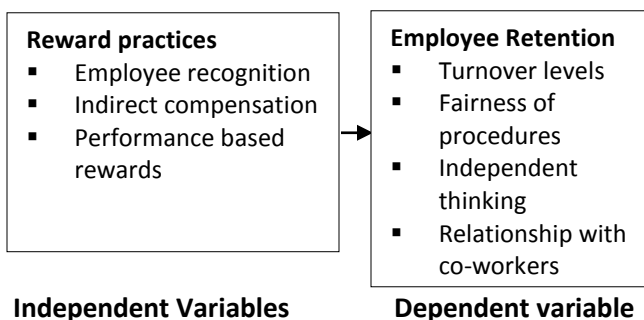 Reward practices
▪ Employee recognition
▪ Indirect compensation
▪ Performance based
rewards
Employee Retention
▪ Turnover levels
▪ Fairness of
procedures
▪ Independent
thinking
▪ Relationship with
co-workers
Independent Variables
Dependent variable